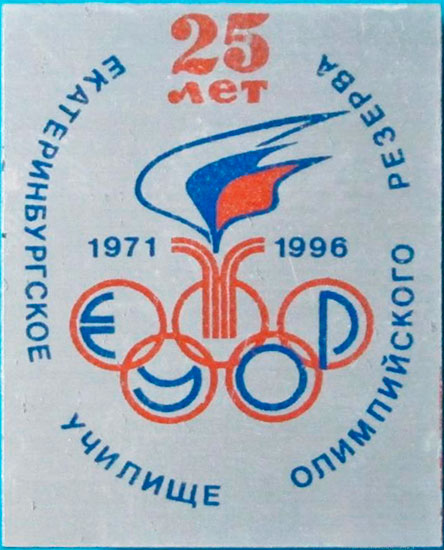 25
лет
ЕКАТЕРИНБУРГСКОЕ
УЧИЛИЩЕ
ОЛИМПИЙСКОГО
РЕЗЕРВА
1971 1996
ЕУОР